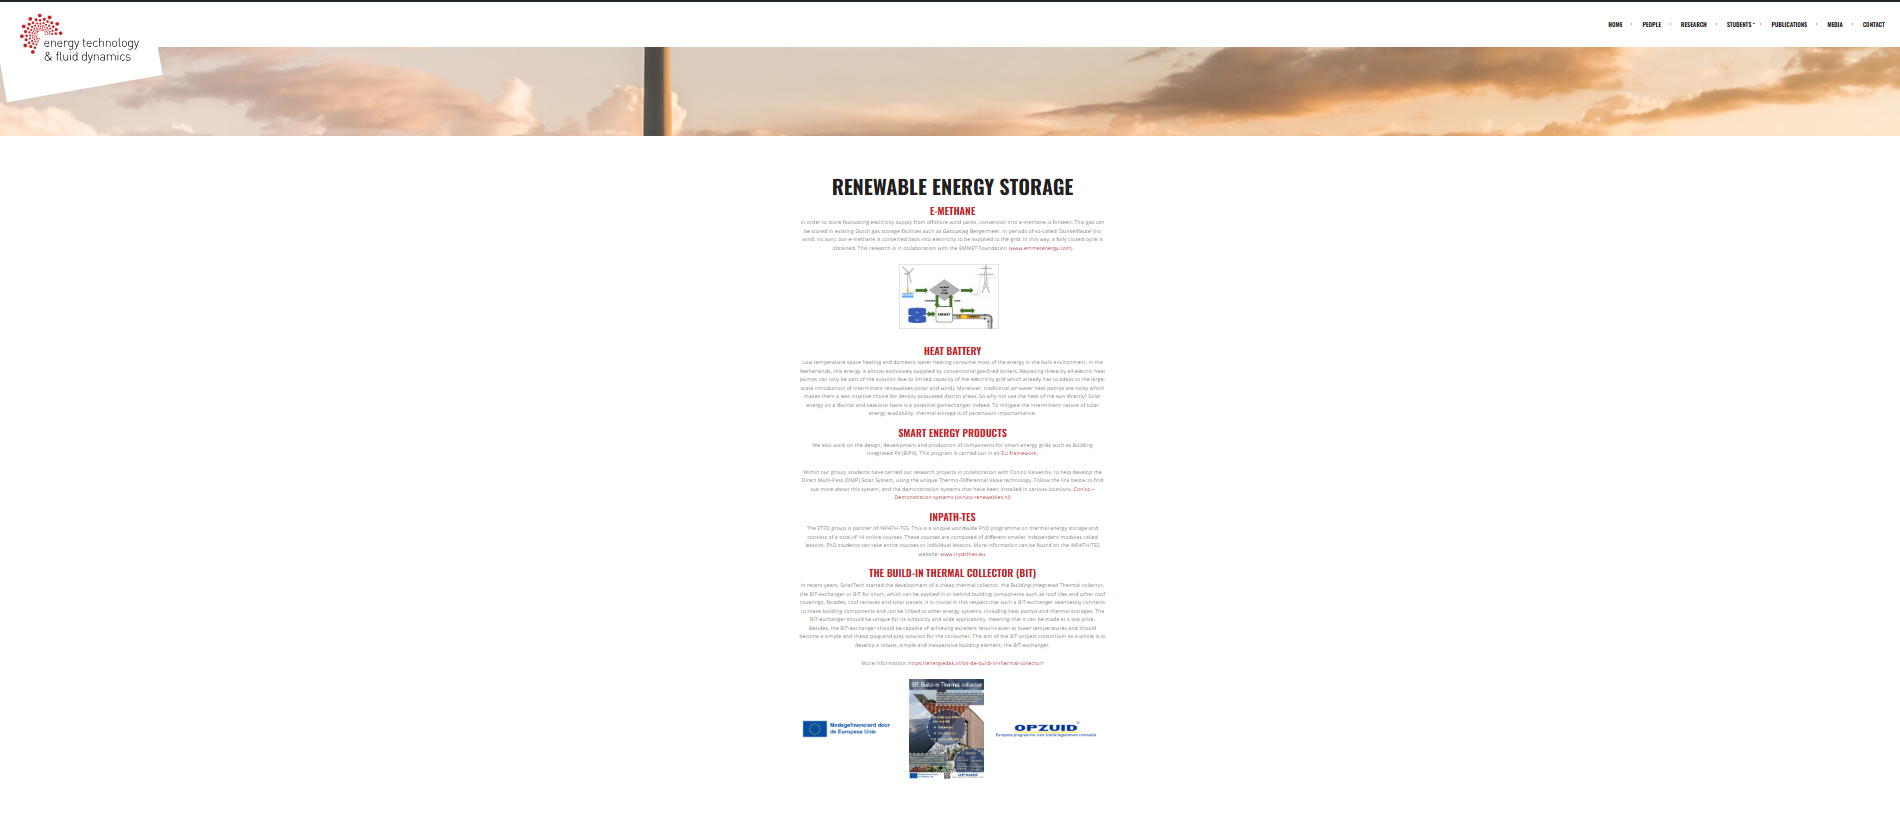 energy technology
& fluid dynamics
HOME
PEOPLE
RESEARCH
STUDENTS
PUBLICATIONS
MEDIA
CONTACT
RENEWABLE ENERGY STORAGE
E-METHANE
In order to store fluctuating electricity supply from offshore wind parks, conversion into e-methane is forseen. This gas can
be stored in existing Dutch gas storage facilities such as Gasopslag Bergermeer. In periods of so-called 'Dunkelflaute' (no
wind, no sun), our e-methane is converted back into electricity to be supplied to the grid. In this way, a fully closed cycle is
obtained. This research is in collaboration with the EMMET Foundation (www.emmetenergy.com)
EMMET
HEAT BATTERY
Low temperature space heating and domestic water heating consume most of the energy in the built environment. In the
Netherlands, this energy is almost exclusively supplied by conventional gas-fired boilers. Replacing these by all-electric heat
pumps can only be part of the solution due to limited capacity of the electricity grid which already has to adapt to the large-
scale introduction of intermittent renewables (solar and wind). Moreover, traditional air-water heat pumps are noisy which
makes them a less intuitive choice for densily populated district areas. So why not use the heat of the sun directly? Solar
energy on a diurnal and seasonal basis is a potential gamechanger indeed. To mitigate the intermittent nature of solar
energy availability, thermal storage is of paramount importantance.
SMART ENERGY PRODUCTS
We also work on the design, development and production of components for smart energy grids such as Building
Integrated PV (BIPV). This program is carried out in an EU framework.
Within our group, students have carried out research projects in collaboration with Conico Valves bv, to help develop the
Direct Multi-Pass (DMP) Solar System, using the unique Thermo-Differential Valve technology. Follow the link below to find
out more about this system, and the demonstration systems that have been installed in various locations. Conico –
Demonstration systems (conico-renewables.nl)
INPATH-TES
The ETFD group is partner of INPATH-TES. This is a unique worldwide PhD programme on thermal energy storage and
consists of a total of 14 online courses. These courses are composed of different smaller independent modules called
lessons. PhD students can take entire courses or individual lessons. More information can be found on the INPATH-TES
website: www.inpathtes.eu.
THE BUILD-IN THERMAL COLLECTOR (BIT)
In recent years, SolarTech started the development of a cheap thermal collector, the Building-Integrated Thermal collector,
the BIT-exchanger or BIT for short, which can be applied in or behind building components such as roof tiles and other roof
coverings, facades, roof terraces and solar panels. It is crucial in this respect that such a BIT-exchanger seamlessly connects
to these building components and can be linked to other energy systems, including heat pumps and thermal storages. The
BIT-exchanger should be unique for its simplicity and wide applicability, meaning that it can be made at a low price.
Besides, the BIT-exchanger should be capable of achieving excellent returns even at lower temperatures and should
become a simple and cheap plug-and-play solution for the consumer. The aim of the BIT-project consortium as a whole is to
develop a robust, simple and inexpensive building element, the BIT-exchanger.
More information: https://energiedak.nl/bit-de-build-in-thermal-collector/
BIT: Build-In Thermal collector
Medegefinancierd door
de Europese Unie
OPZUID
OPZUID